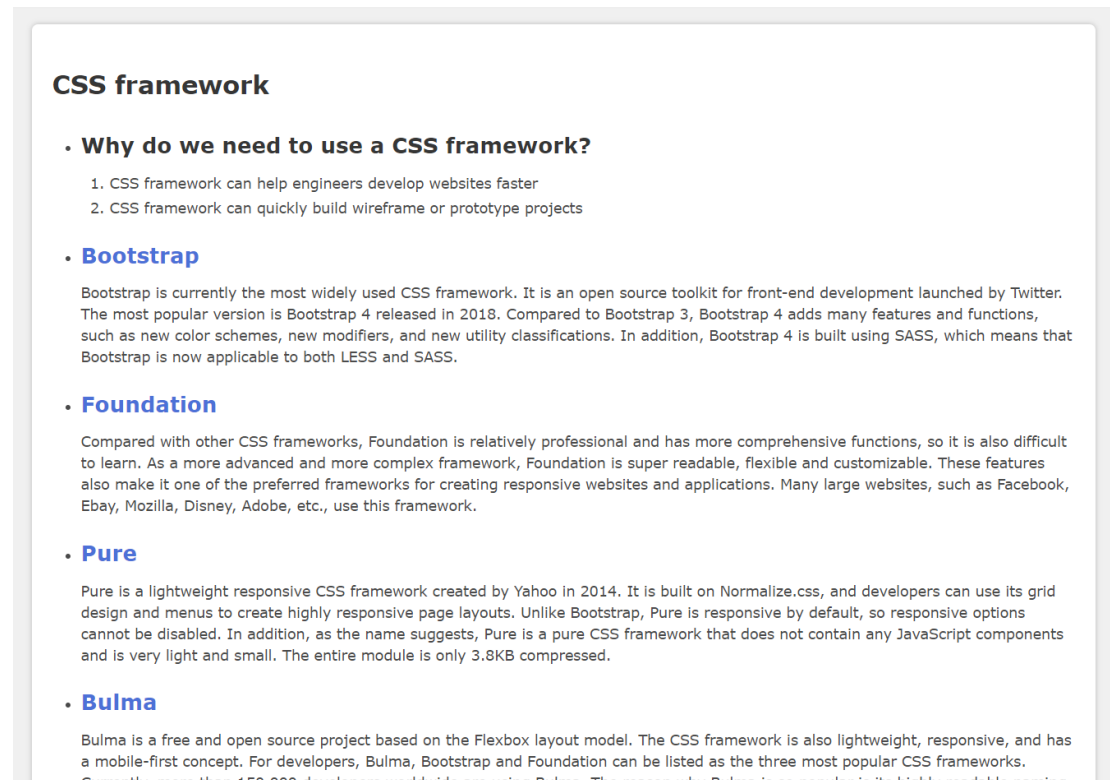 CSS framework
Why do we need to use a CSS framework?
1. CSS framework can help engineers develop websites faster
2. CSS framework can quickly build wireframe or prototype projects
Bootstrap
Bootstrap is currently the most widely used CSS framework. It is an open source toolkit for front-end development launched by Twitter.
The most popular version is Bootstrap 4 released in 2018. Compared to Bootstrap 3, Bootstrap 4 adds many features and functions,
such as new color schemes, new modifiers, and new utility classifications. In addition, Bootstrap 4 is built using SASS, which means that
Bootstrap is now applicable to both LESS and SASS.
Foundation
Compared with other CSS frameworks, Foundation is relatively professional and has more comprehensive functions, so it is also difficult
to learn. As a more advanced and more complex framework, Foundation is super readable, flexible and customizable. These features
also make it one of the preferred frameworks for creating responsive websites and applications. Many large websites, such as Facebook,
Ebay, Mozilla, Disney, Adobe, etc., use this framework.
Pure
Pure is a lightweight responsive CSS framework created by Yahoo in 2014. It is built on Normalize.css, and developers can use its grid
design and menus to create highly responsive page layouts. Unlike Bootstrap, Pure is responsive by default, so responsive options
cannot be disabled. In addition, as the name suggests, Pure is a pure CSS framework that does not contain any JavaScript components
and is very light and small. The entire module is only 3.8KB compressed.
Bulma
Bulma is a free and open source project based on the Flexbox layout model. The CSS framework is also lightweight, responsive, and has
a mobile-first concept. For developers, Bulma, Bootstrap and Foundation can be listed as the three most popular CSS frameworks.